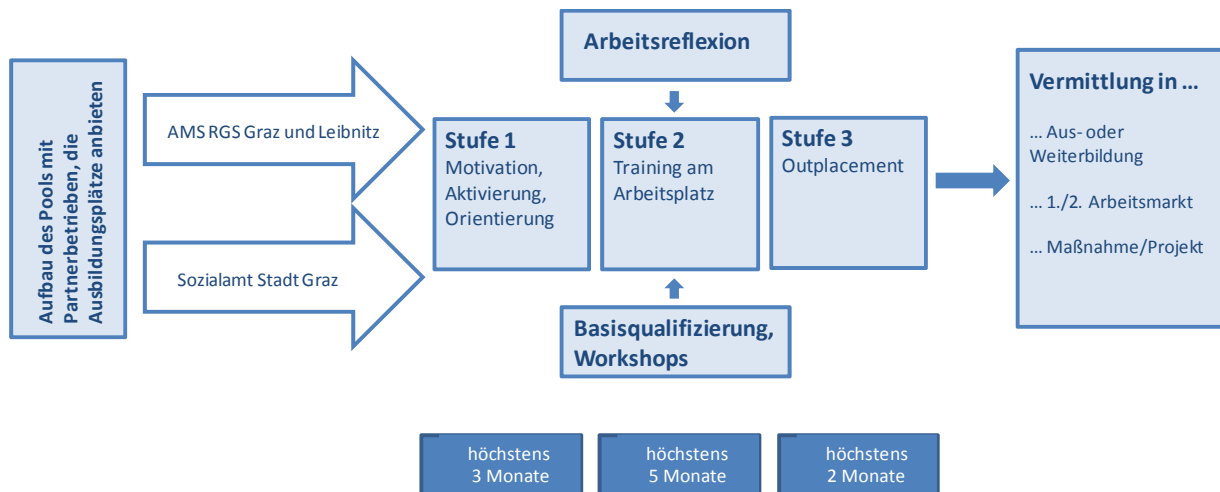 Aufbau des Pools mit
Partnerbetrieben, die
Ausbildungsplätze anbieten
AMS RGS Graz und Leibnitz
Sozialamt Stadt Graz
Arbeitsreflexion
Stufe 1
Motivation,
Aktivierung,
Orientierung
Stufe 2
Training am
Arbeitsplatz
Stufe 3
Outplacement
Basisqualifizierung,
Workshops
Vermittlung in ...
... Aus- oder
Weiterbildung
... 1./2. Arbeitsmarkt
... Maßnahme/Projekt
höchstens
3 Monate
höchstens
5 Monate
höchstens
2 Monate